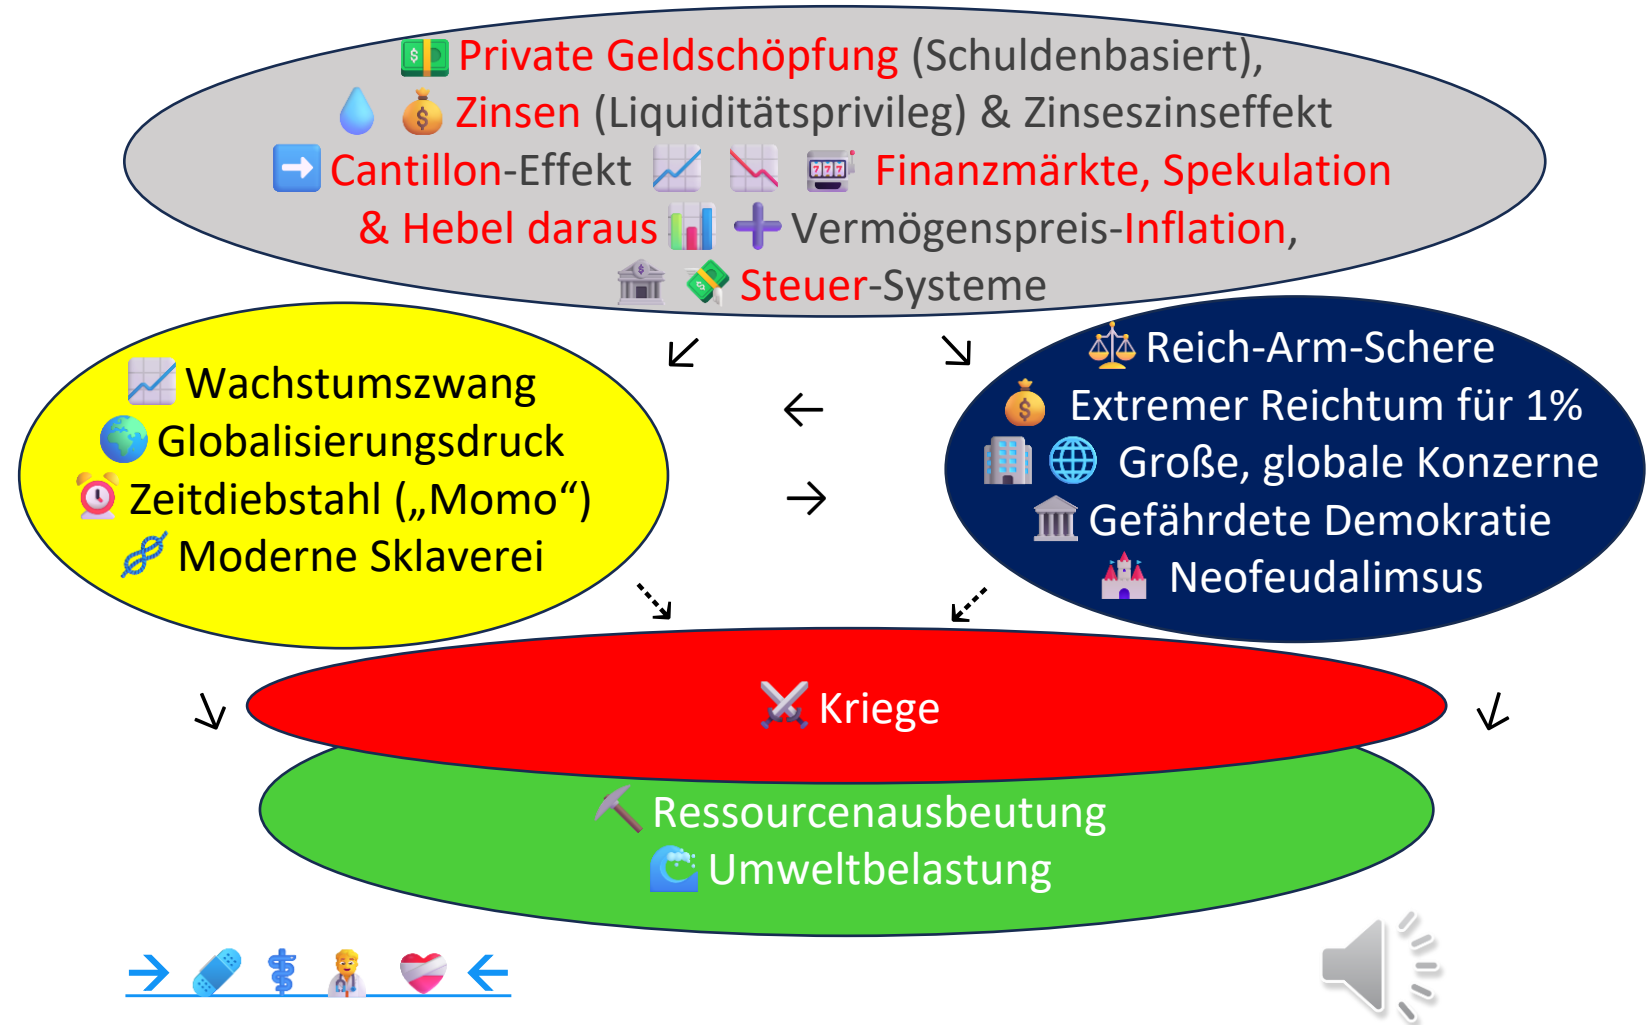 Private Geldschöpfung (Schuldenbasiert),
Zinsen (Liquiditätsprivileg) & Zinseszinseffekt
Cantillon-Effekt Finanzmärkte, Spekulation
& Hebel daraus Vermögenspreis-Inflation,
Steuer-Systeme
Wachstumszwang
Globalisierungsdruck
Zeitdiebstahl („Momo“)
Moderne Sklaverei
Reich-Arm-Schere
Extremer Reichtum für 1%
Große, globale Konzerne
Gefährdete Demokratie
Neofeudalimsus
Kriege
Ressourcenausbeutung
Umweltbelastung